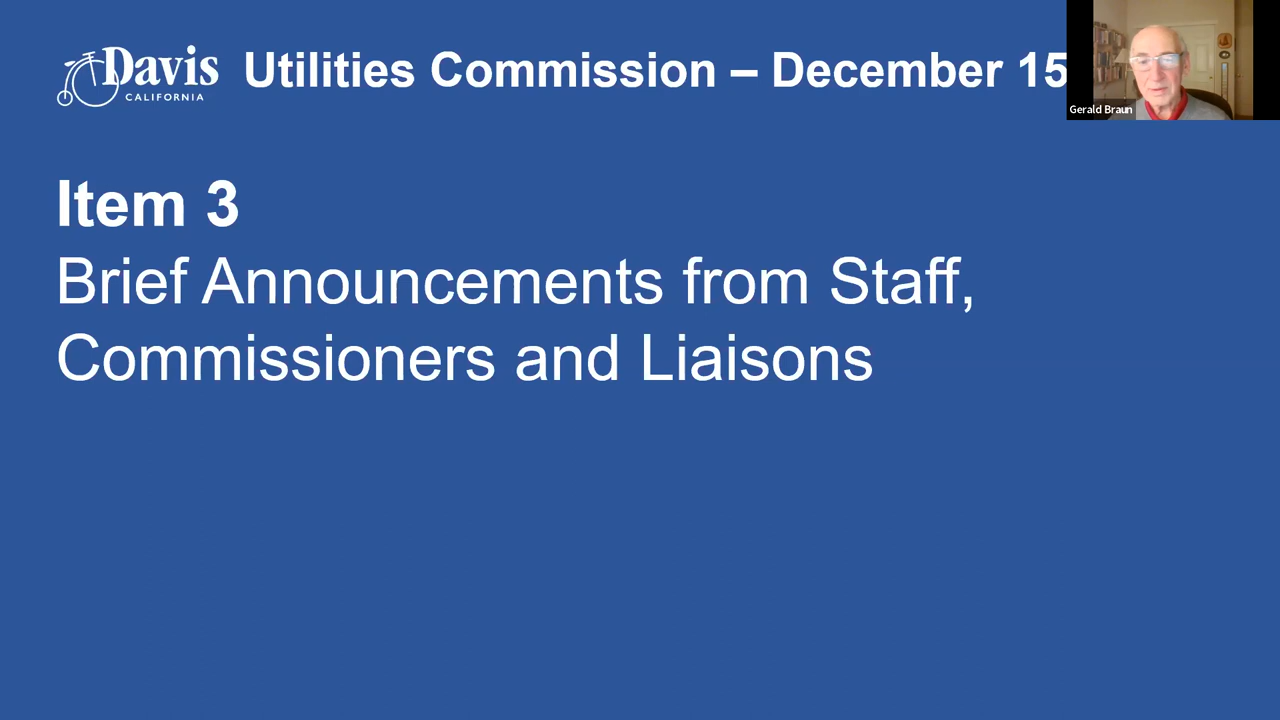 Davis
CALIFORNIA
Utilities Commission – December 15
Gerald Braun
Item 3
Brief Announcements from Staff,
Commissioners and Liaisons